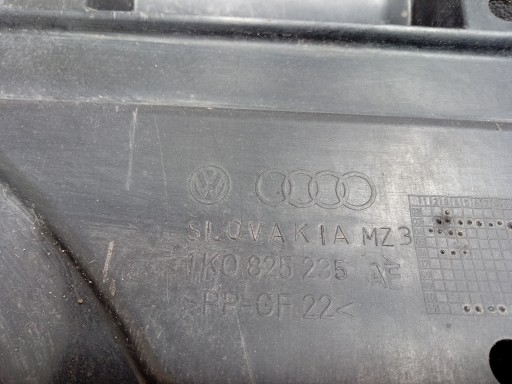 SLOVAKIA MZ3
1K0 825 235 AE
>PP-GF 22<